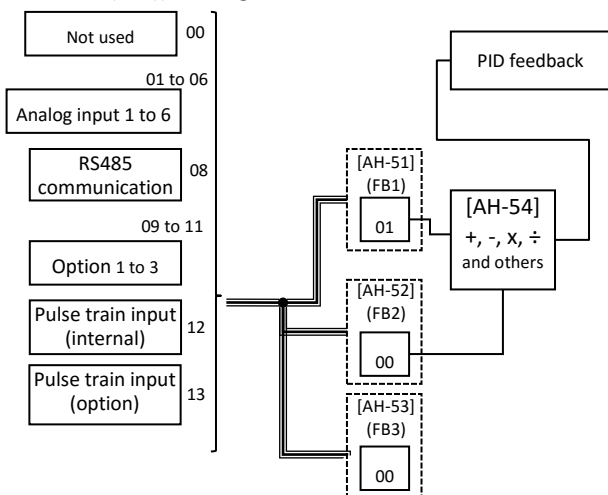 Not used
00
01 to 06
Analog input 1 to 6
RS485
communication
08
09 to 11
Option 1 to 3
Pulse train input
(internal)
12
Pulse train input
(option)
13
[AH-51]
(FB1)
01
[AH-52]
(FB2)
00
[AH-53]
(FB3)
00
[AH-54]
+, -, x, ÷
and others
PID feedback